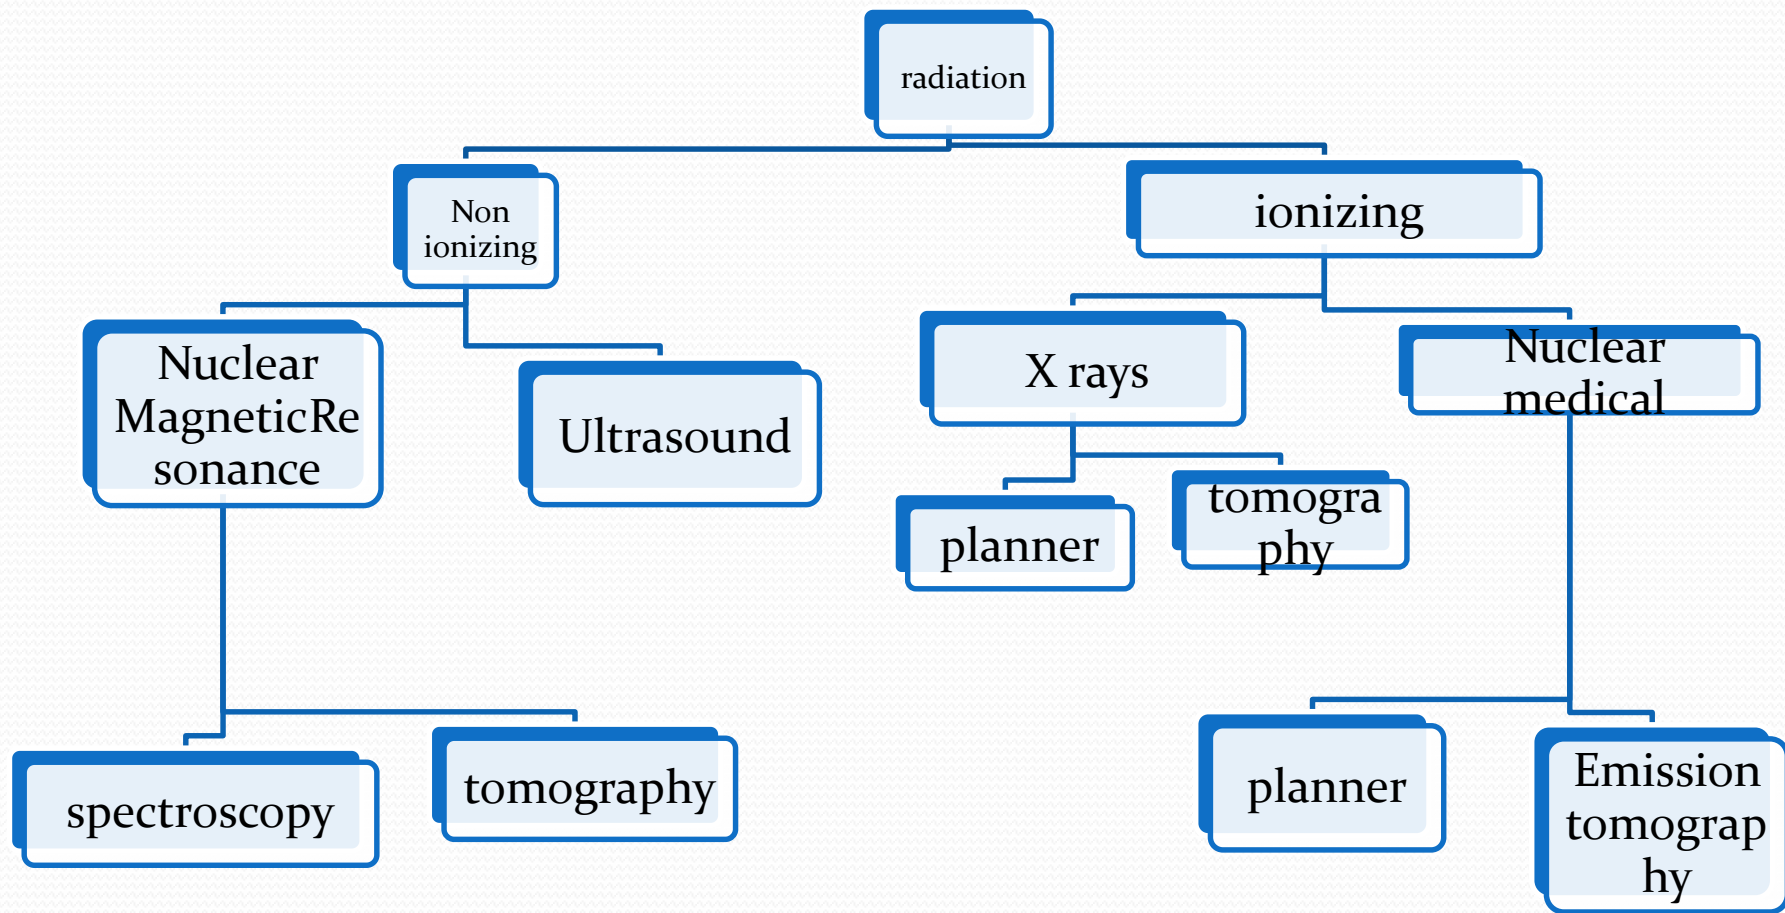 radiation
Non
ionizing
ionizing
Nuclear
MagneticRe
sonance
Ultrasound
X rays
Nuclear
medical
planner
tomogra
phy
spectroscopy
tomography
planner
Emission
tomograp
hy